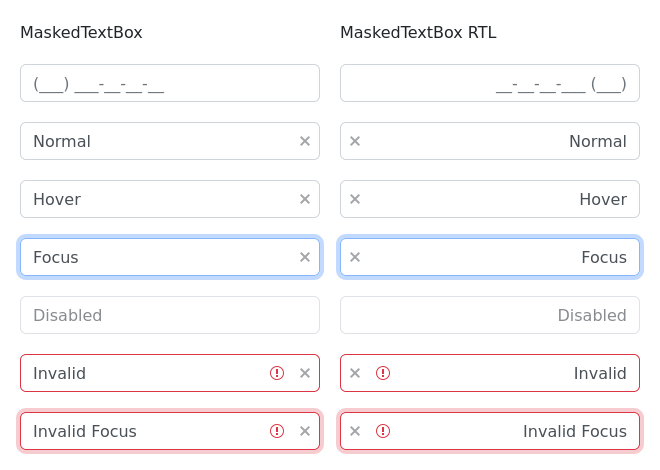 MaskedTextBox
(___) ___-__-__-__
Normal
Hover
Focus
Disabled
Invalid
Invalid Focus
MaskedTextBox RTL
__-__-__-___ (___)
Normal
Hover
Focus
Disabled
Invalid
Invalid Focus